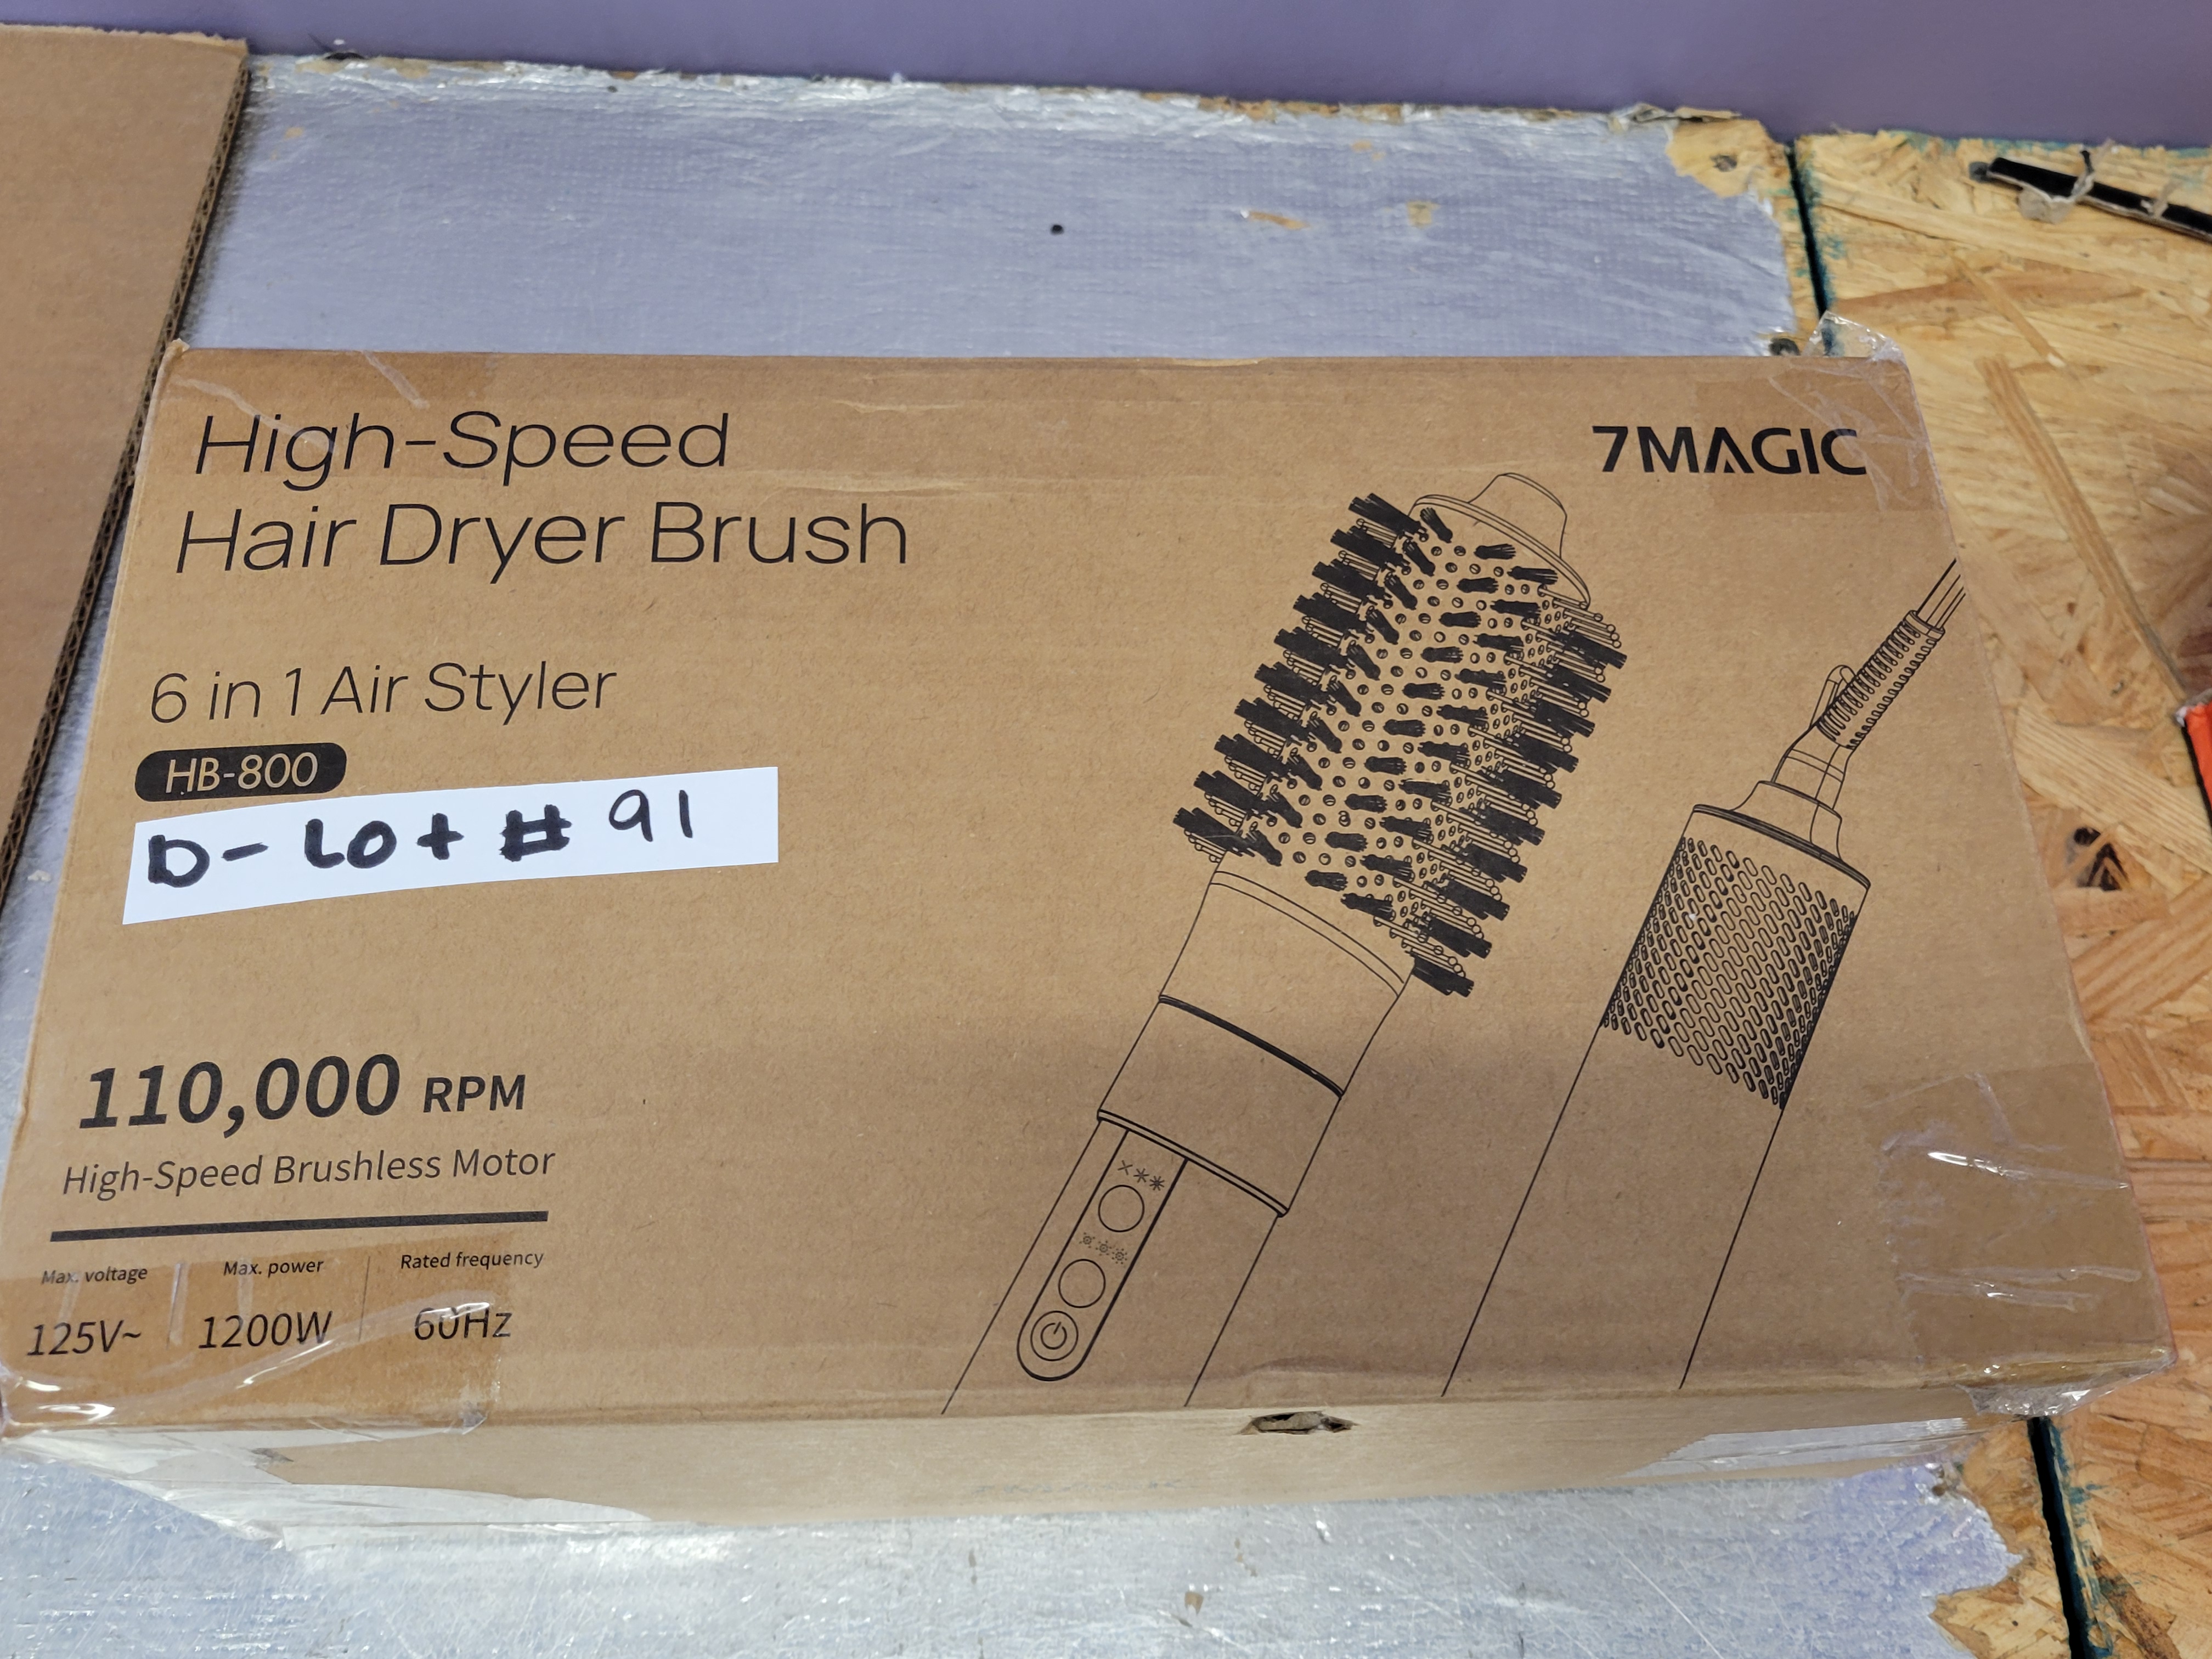 High-Speed
Hair Dryer Brush
7MAGIC
6 in 1 Air Styler
HB-800
D- Lot # 91
110,000 RPM
High-Speed Brushless Motor
Max. voltage
125V~
Max. power
1200W
Rated frequency
60Hz